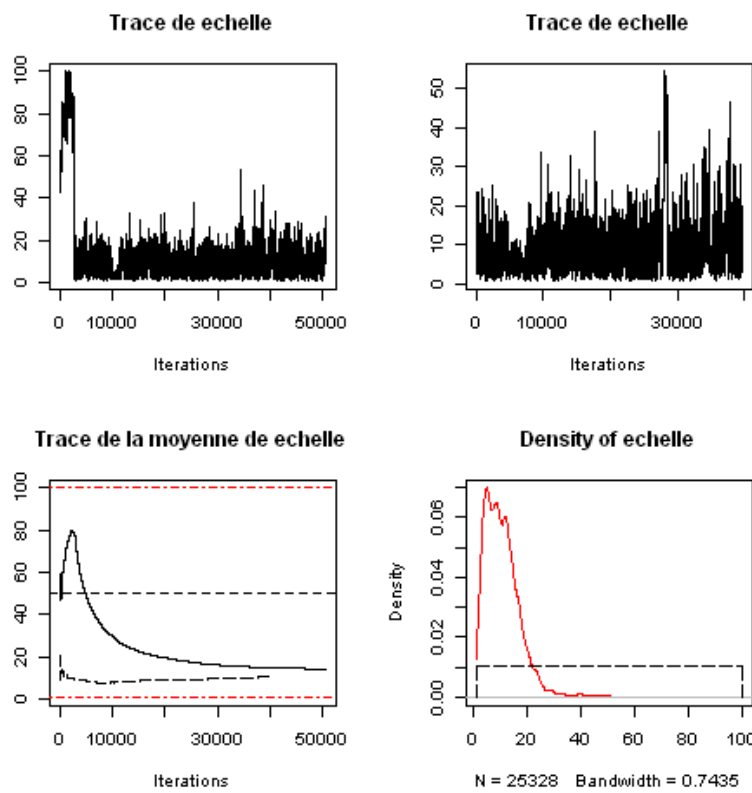 Trace de echelle
100
80
60
40
20
0
0 10000 30000 50000
Iterations
Trace de echelle
50
40
30
20
10
0
0 10000 30000
Iterations
Trace de la moyenne de echelle
100
80
60
40
20
0
0 10000 30000 50000
Iterations
Density of echelle
Density
0.06
0.04
0.02
0.00
0 20 40 60 80 100
N = 25328 Bandwidth = 0.7435